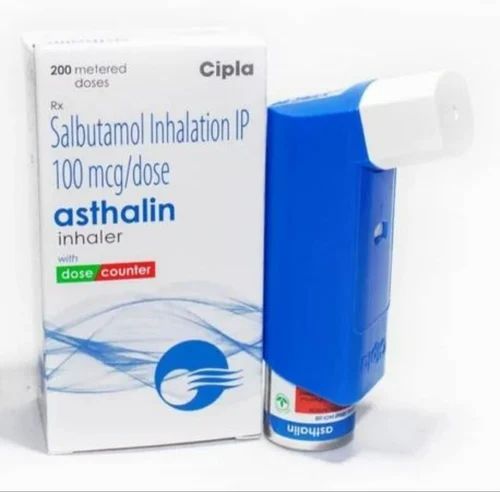 200 metered
doses
Cipla
Rx
Salbutamol Inhalation IP
100 mcg/dose
asthalin
inhaler
with
dose counter
Cipla
asthalin